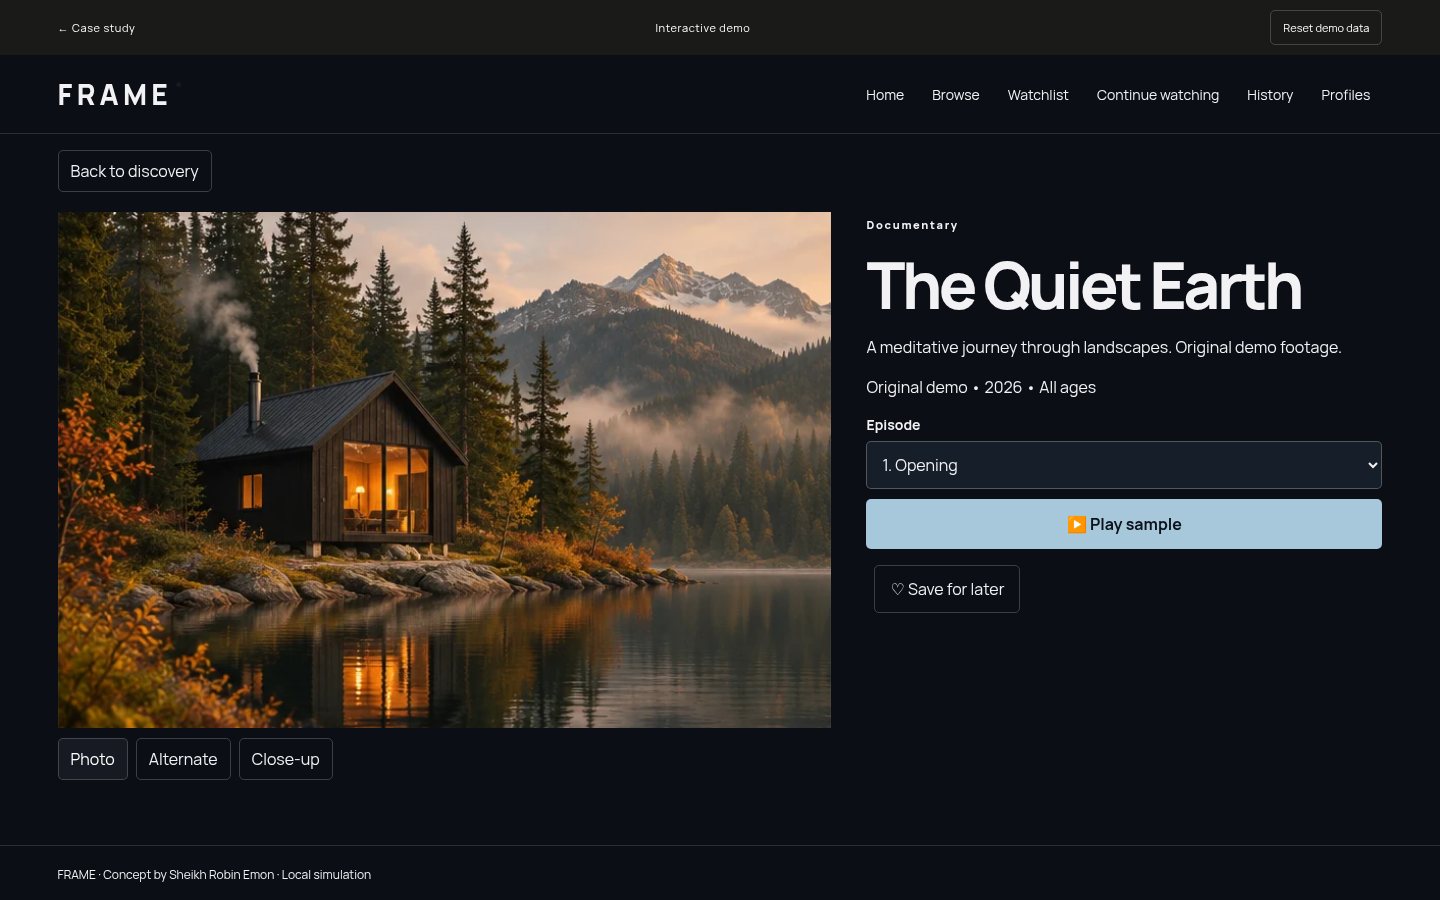 ← Case study
Interactive demo
Reset demo data
FRAME
Home
Browse
Watchlist
Continue watching
History
Profiles
Back to discovery
Documentary
The Quiet Earth
A meditative journey through landscapes. Original demo footage.
Original demo • 2026 • All ages
Episode
1. Opening
▶️ Play sample
♡ Save for later
Photo
Alternate
Close-up
FRAME · Concept by Sheikh Robin Emon · Local simulation